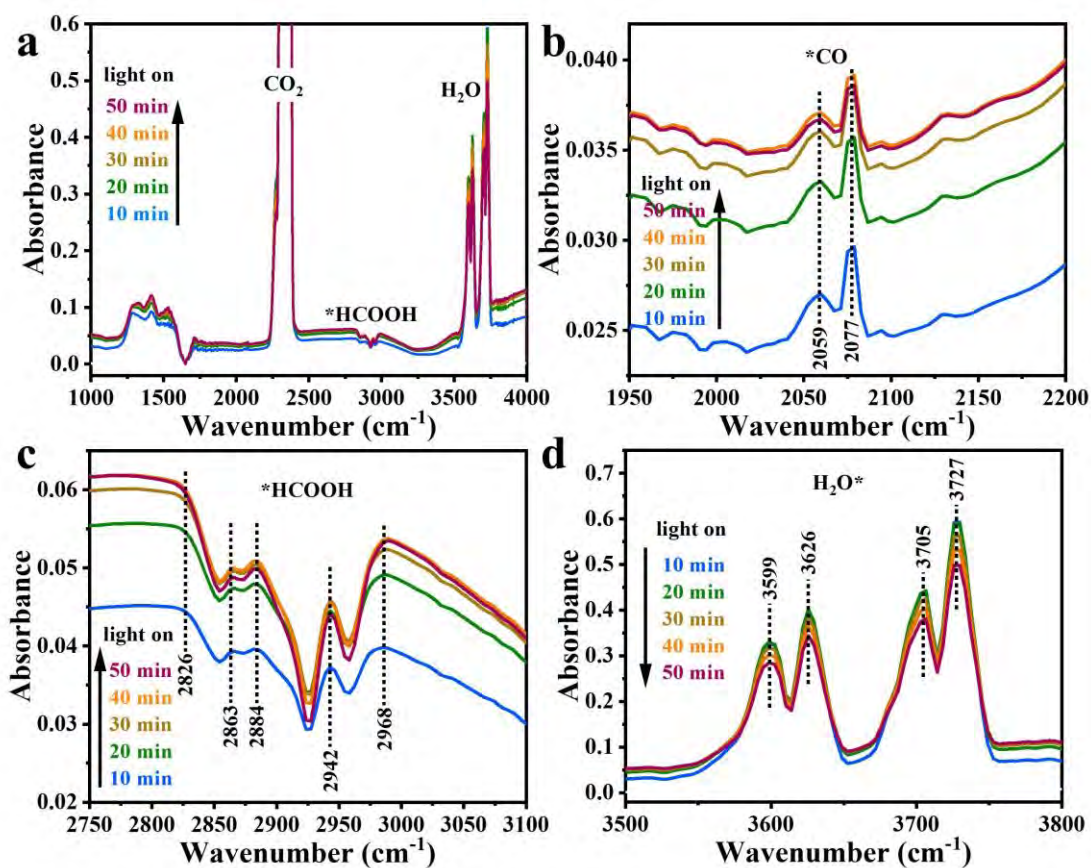 a
light on
50 min
40 min
30 min
20 min
10 min
CO2
H2O
*HCOOH
Absorbance
0.6
0.5
0.4
0.3
0.2
0.1
0.0
1000 1500 2000 2500 3000 3500 4000
Wavenumber (cm-1)
b
*CO
light on
50 min
40 min
30 min
20 min
10 min
2059
2077
Absorbance
0.040
0.035
0.030
0.025
1950 2000 2050 2100 2150 2200
Wavenumber (cm-1)
c
*HCOOH
light on
50 min
40 min
30 min
20 min
10 min
2826
2863
2884
2942
2968
Absorbance
0.06
0.05
0.04
0.03
0.02
2750 2800 2850 2900 2950 3000 3050 3100
Wavenumber (cm-1)
d
H2O*
light on
10 min
20 min
30 min
40 min
50 min
3599
3626
3705
3727
Absorbance
0.7
0.6
0.5
0.4
0.3
0.2
0.1
0.0
3500 3600 3700 3800
Wavenumber (cm-1)